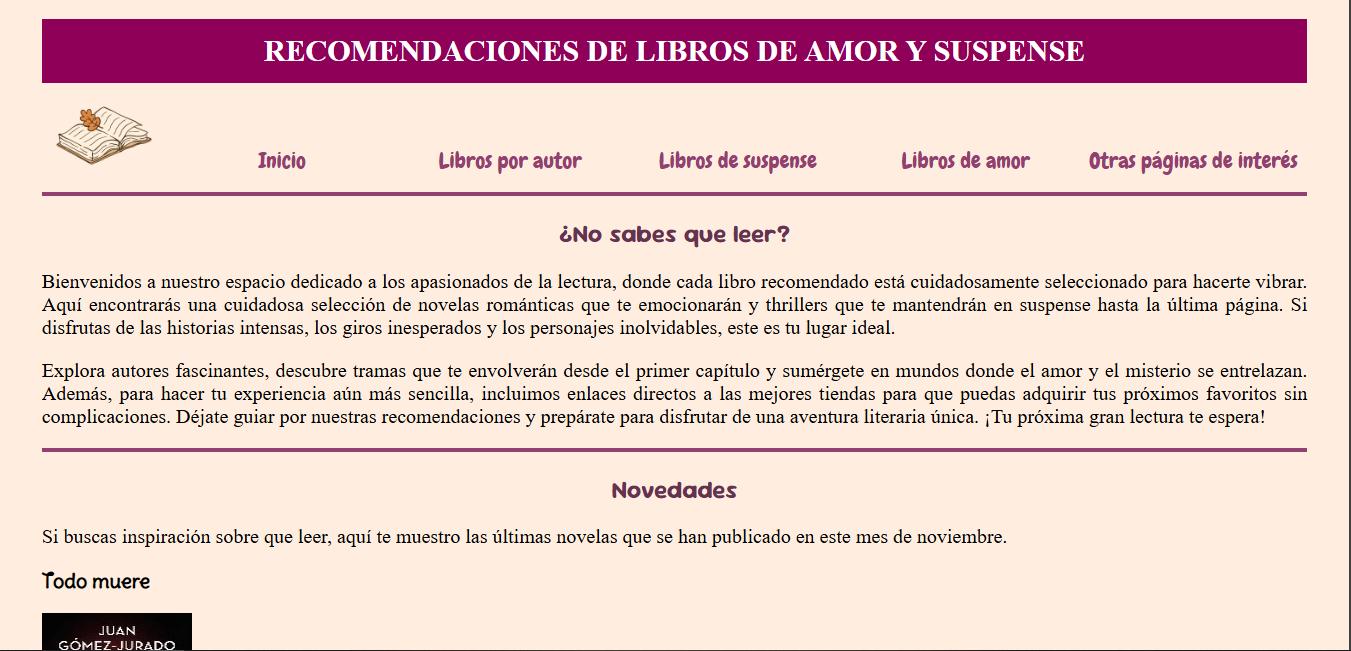 RECOMENDACIONES DE LIBROS DE AMOR Y SUSPENSE
Inicio Libros por autor Libros de suspense Libros de amor Otras páginas de interés
¿No sabes que leer?
Bienvenidos a nuestro espacio dedicado a los apasionados de la lectura, donde cada libro recomendado está cuidadosamente seleccionado para hacerte vibrar.
Aquí encontrarás una cuidadosa selección de novelas románticas que te emocionarán y thrillers que te mantendrán en suspense hasta la última página. Si
disfrutas de las historias intensas, los giros inesperados y los personajes inolvidables, este es tu lugar ideal.
Explora autores fascinantes, descubre tramas que te envolverán desde el primer capítulo y sumérgete en mundos donde el amor y el misterio se entrelazan.
Además, para hacer tu experiencia aún más sencilla, incluimos enlaces directos a las mejores tiendas para que puedas adquirir tus próximos favoritos sin
complicaciones. Déjate guiar por nuestras recomendaciones y prepárate para disfrutar de una aventura literaria única. ¡Tu próxima gran lectura te espera!
Novedades
Si buscas inspiración sobre que leer, aquí te muestro las últimas novelas que se han publicado en este mes de noviembre.
Todo muere
JUAN
GÓMEZ-JURADO